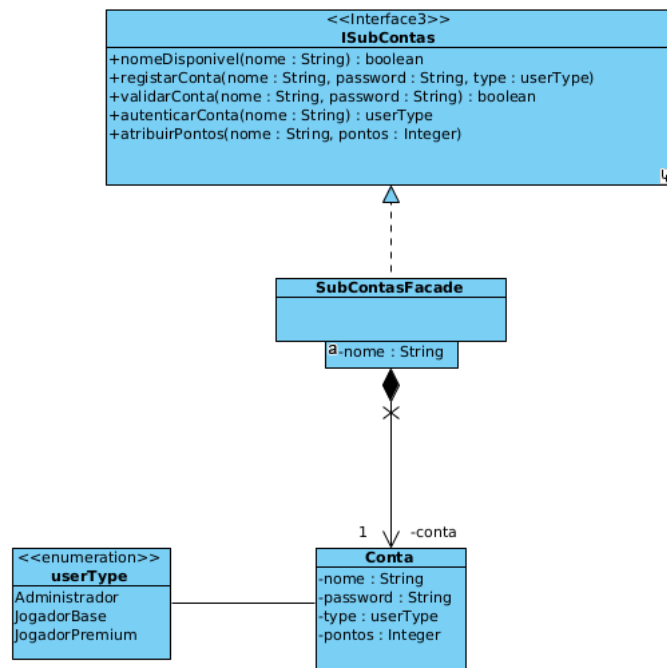 <<Interface3>>
ISubContas
+nomeDisponivel(nome : String) : boolean
+registarConta(nome : String, password : String, type : userType)
+validarConta(nome : String, password : String) : boolean
+autenticarConta(nome : String) : userType
+atribuirPontos(nome : String, pontos : Integer)
SubContasFacade
a
-nome : String
1 -conta
<<enumeration>>
userType
Administrador
JogadorBase
JogadorPremium
Conta
-nome : String
-password : String
-type : userType
-pontos : Integer